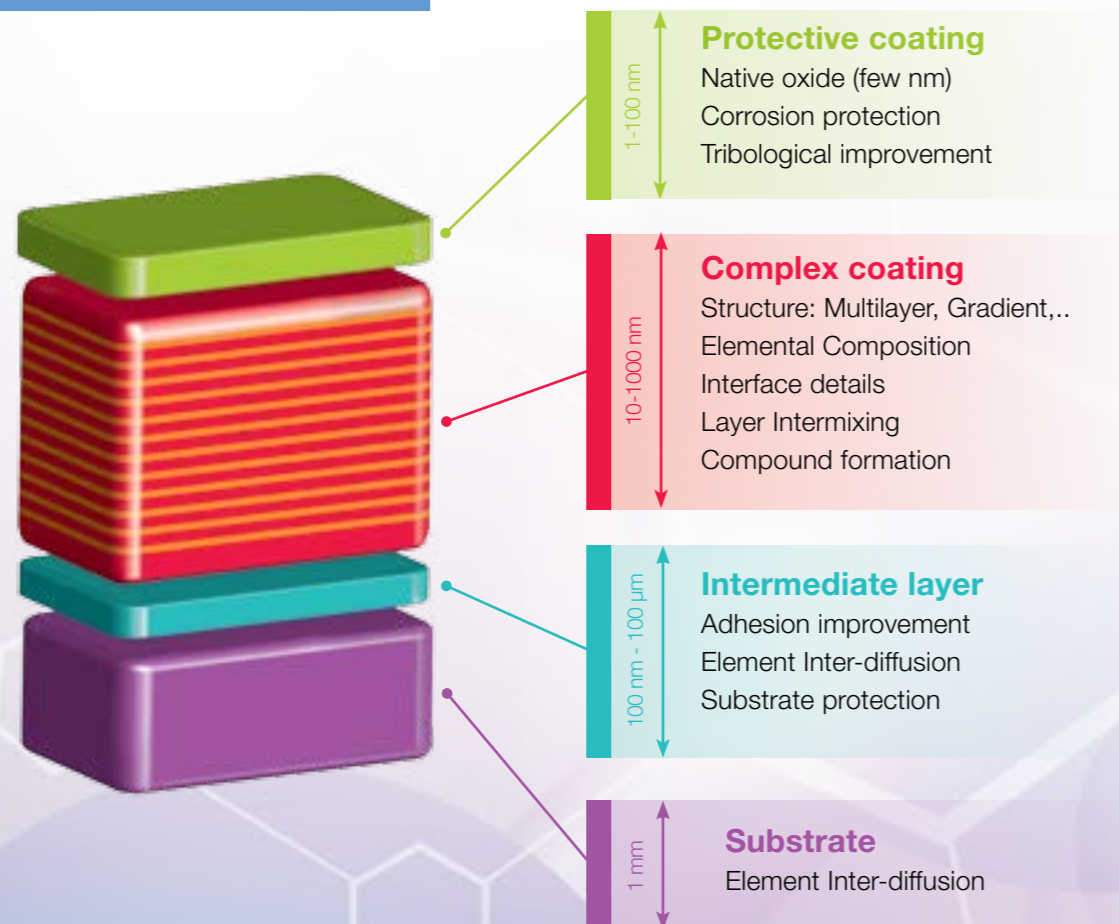 Protective coating
Native oxide (few nm)
Corrosion protection
Tribological improvement
1-100 nm
Complex coating
Structure: Multilayer, Gradient,..
Elemental Composition
Interface details
Layer Intermixing
Compound formation
10-1000 nm
Intermediate layer
Adhesion improvement
Element Inter-diffusion
Substrate protection
100 nm - 100 µm
Substrate
Element Inter-diffusion
1 mm